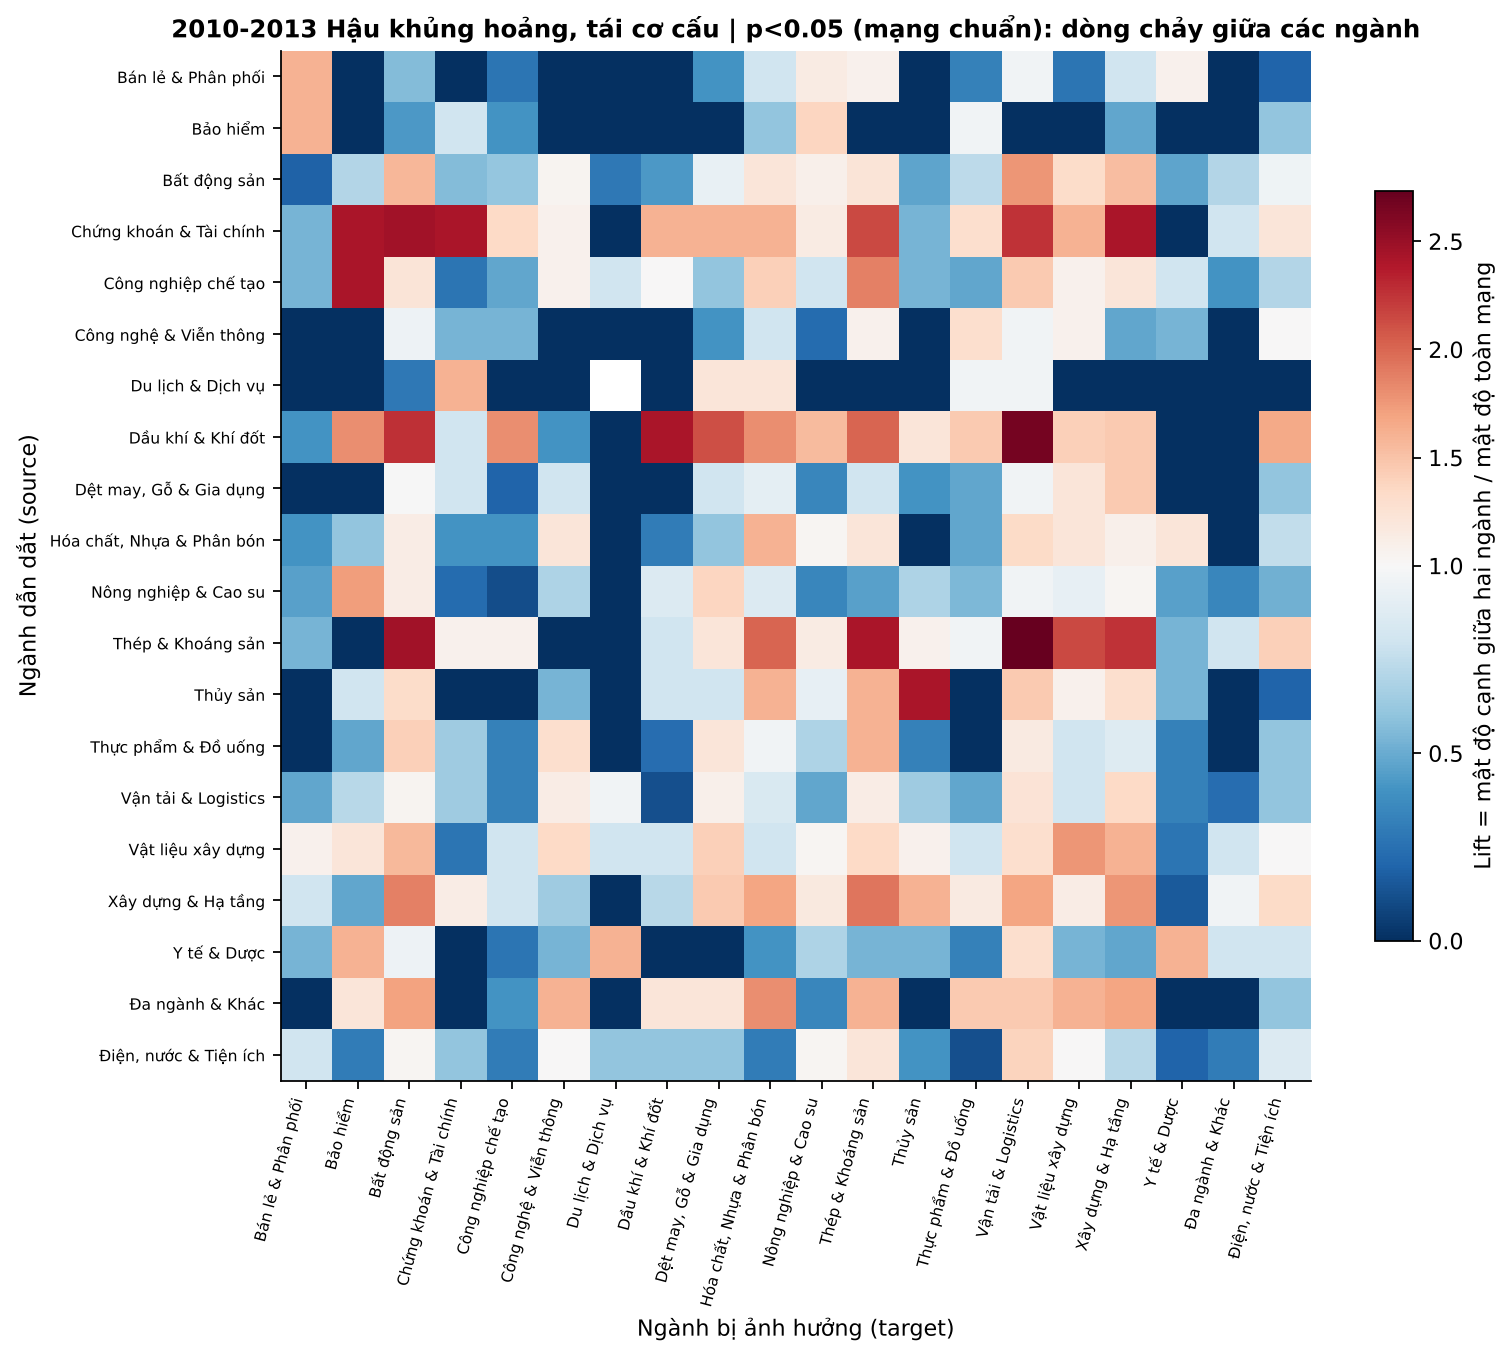 2010-2013 Hậu khủng hoảng, tái cơ cấu | p<0.05 (mạng chuẩn): dòng chảy giữa các ngành
Ngành dẫn dắt (source)
Bán lẻ & Phân phối
Bảo hiểm
Bất động sản
Chứng khoán & Tài chính
Công nghiệp chế tạo
Công nghệ & Viễn thông
Du lịch & Dịch vụ
Dầu khí & Khí đốt
Dệt may, Gỗ & Gia dụng
Hóa chất, Nhựa & Phân bón
Nông nghiệp & Cao su
Thép & Khoáng sản
Thủy sản
Thực phẩm & Đồ uống
Vận tải & Logistics
Vật liệu xây dựng
Xây dựng & Hạ tầng
Y tế & Dược
Đa ngành & Khác
Điện, nước & Tiện ích
Bán lẻ & Phân phối
Bảo hiểm
Bất động sản
Chứng khoán & Tài chính
Công nghiệp chế tạo
Công nghệ & Viễn thông
Du lịch & Dịch vụ
Dầu khí & Khí đốt
Dệt may, Gỗ & Gia dụng
Hóa chất, Nhựa & Phân bón
Nông nghiệp & Cao su
Thép & Khoáng sản
Thủy sản
Thực phẩm & Đồ uống
Vận tải & Logistics
Vật liệu xây dựng
Xây dựng & Hạ tầng
Y tế & Dược
Đa ngành & Khác
Điện, nước & Tiện ích
Ngành bị ảnh hưởng (target)
2.5
2.0
1.5
1.0
0.5
0.0
Lift = mật độ cạnh giữa hai ngành / mật độ toàn mạng